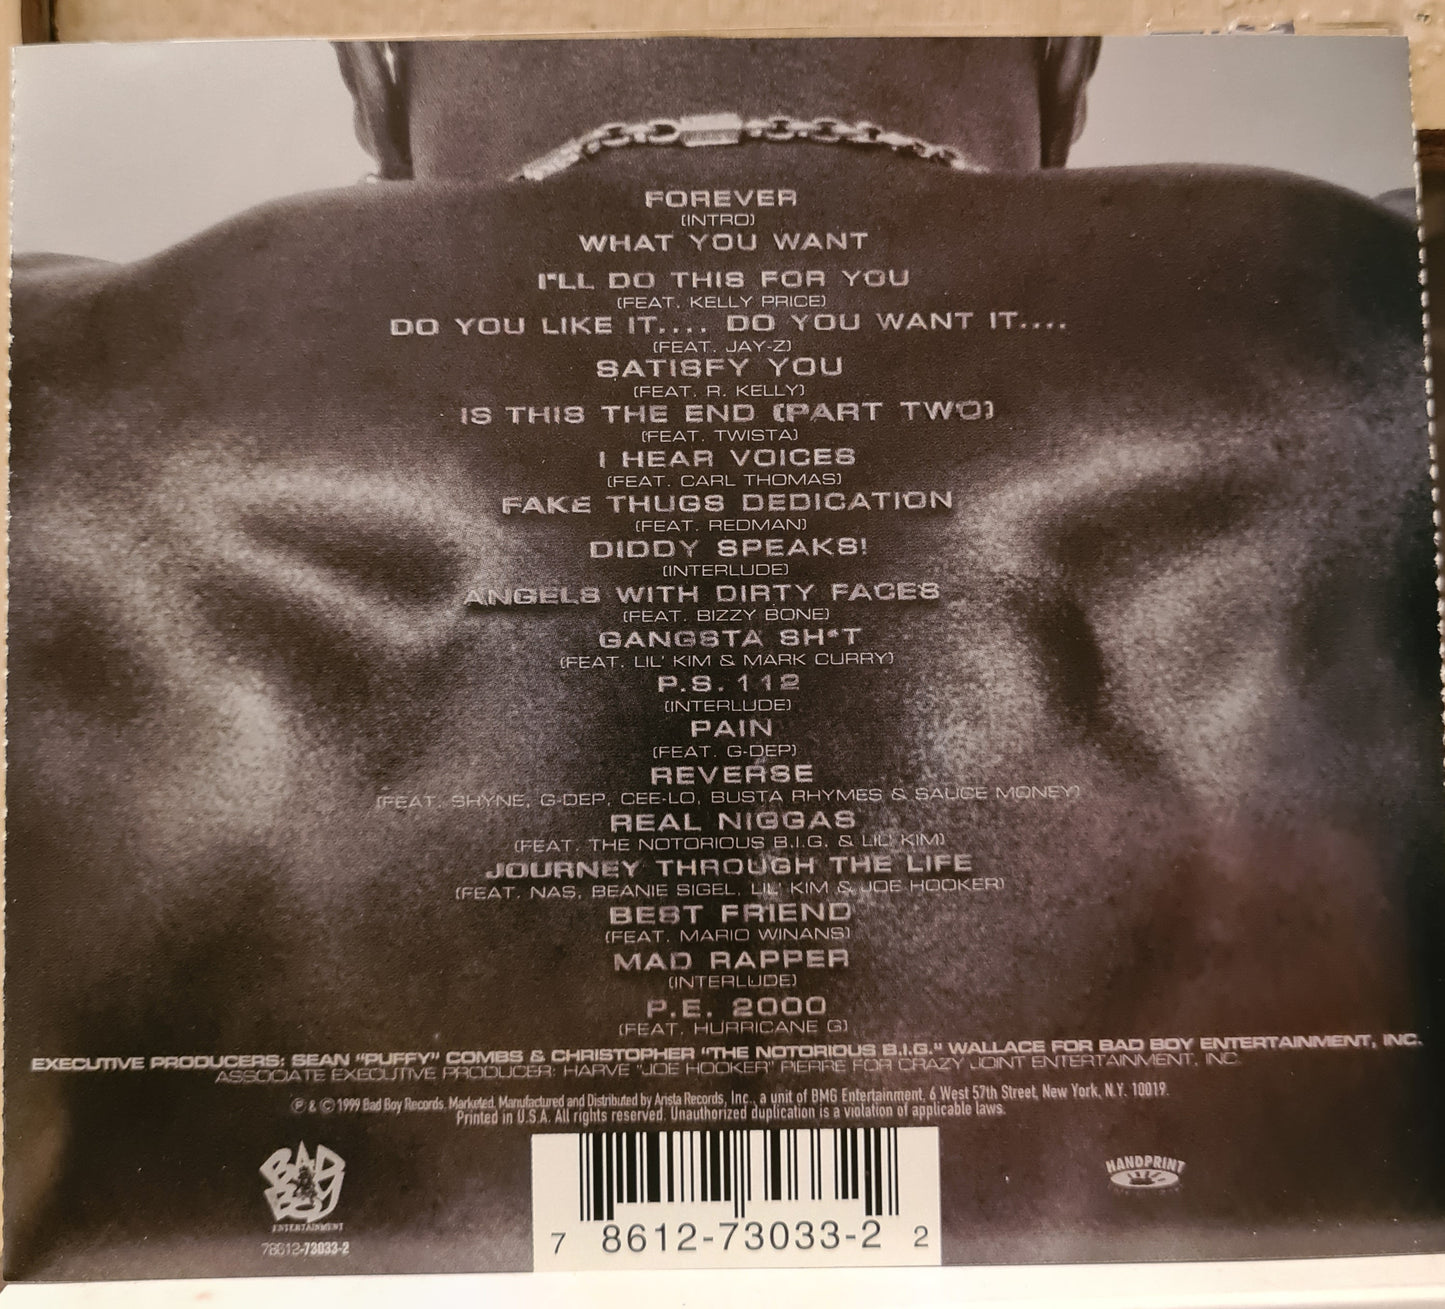 FOREVER
(INTRO)
WHAT YOU WANT
I'LL DO THIS FOR YOU
(FEAT. KELLY PRICE)
DO YOU LIKE IT.... DO YOU WANT IT....
(FEAT. JAY-Z)
SATISFY YOU
(FEAT. R. KELLY)
IS THIS THE END (PART TWO)
(FEAT. TWISTA)
I HEAR VOICES
(FEAT. CARL THOMAS)
FAKE THUGS DEDICATION
(FEAT. REDMAN)
DIDDY SPEAKS!
(INTERLUDE)
ANGELS WITH DIRTY FACES
(FEAT. BIZZY BONE)
GANGSTA SH*T
(FEAT. LIL' KIM & MARK CURRY)
P.S. 112
(INTERLUDE)
PAIN
(FEAT. G-DEP)
REVERSE
(FEAT. SHYNE, G-DEP, CEE-LO, BUSTA RHYMES & SAUCE MONEY)
REAL NIGGAS
(FEAT. THE NOTORIOUS B.I.G. & LIL' KIM)
JOURNEY THROUGH THE LIFE
(FEAT. NAS, BEANIE SIGEL, LIL' KIM & JOE HOOKER)
BEST FRIEND
(FEAT. MARIO WINANS)
MAD RAPPER
(INTERLUDE)
P.E. 2000
(FEAT. HURRICANE G)
EXECUTIVE PRODUCERS: SEAN "PUFFY" COMBS & CHRISTOPHER "THE NOTORIOUS B.I.G." WALLACE FOR BAD BOY ENTERTAINMENT, INC.
ASSOCIATE EXECUTIVE PRODUCER: HARVE "JOE HOOKER" PIERRE FOR CRAZY JOINT ENTERTAINMENT, INC.
℗ & © 1999 Bad Boy Records. Marketed, Manufactured and Distributed by Arista Records, Inc., a unit of BMG Entertainment, 6 West 57th Street, New York, N.Y. 10019.
Printed in U.S.A. All rights reserved. Unauthorized duplication is a violation of applicable laws.
BAD BOY
ENTERTAINMENT
78612-73033-2
7 8612-73033-2 2
HANDPRINT